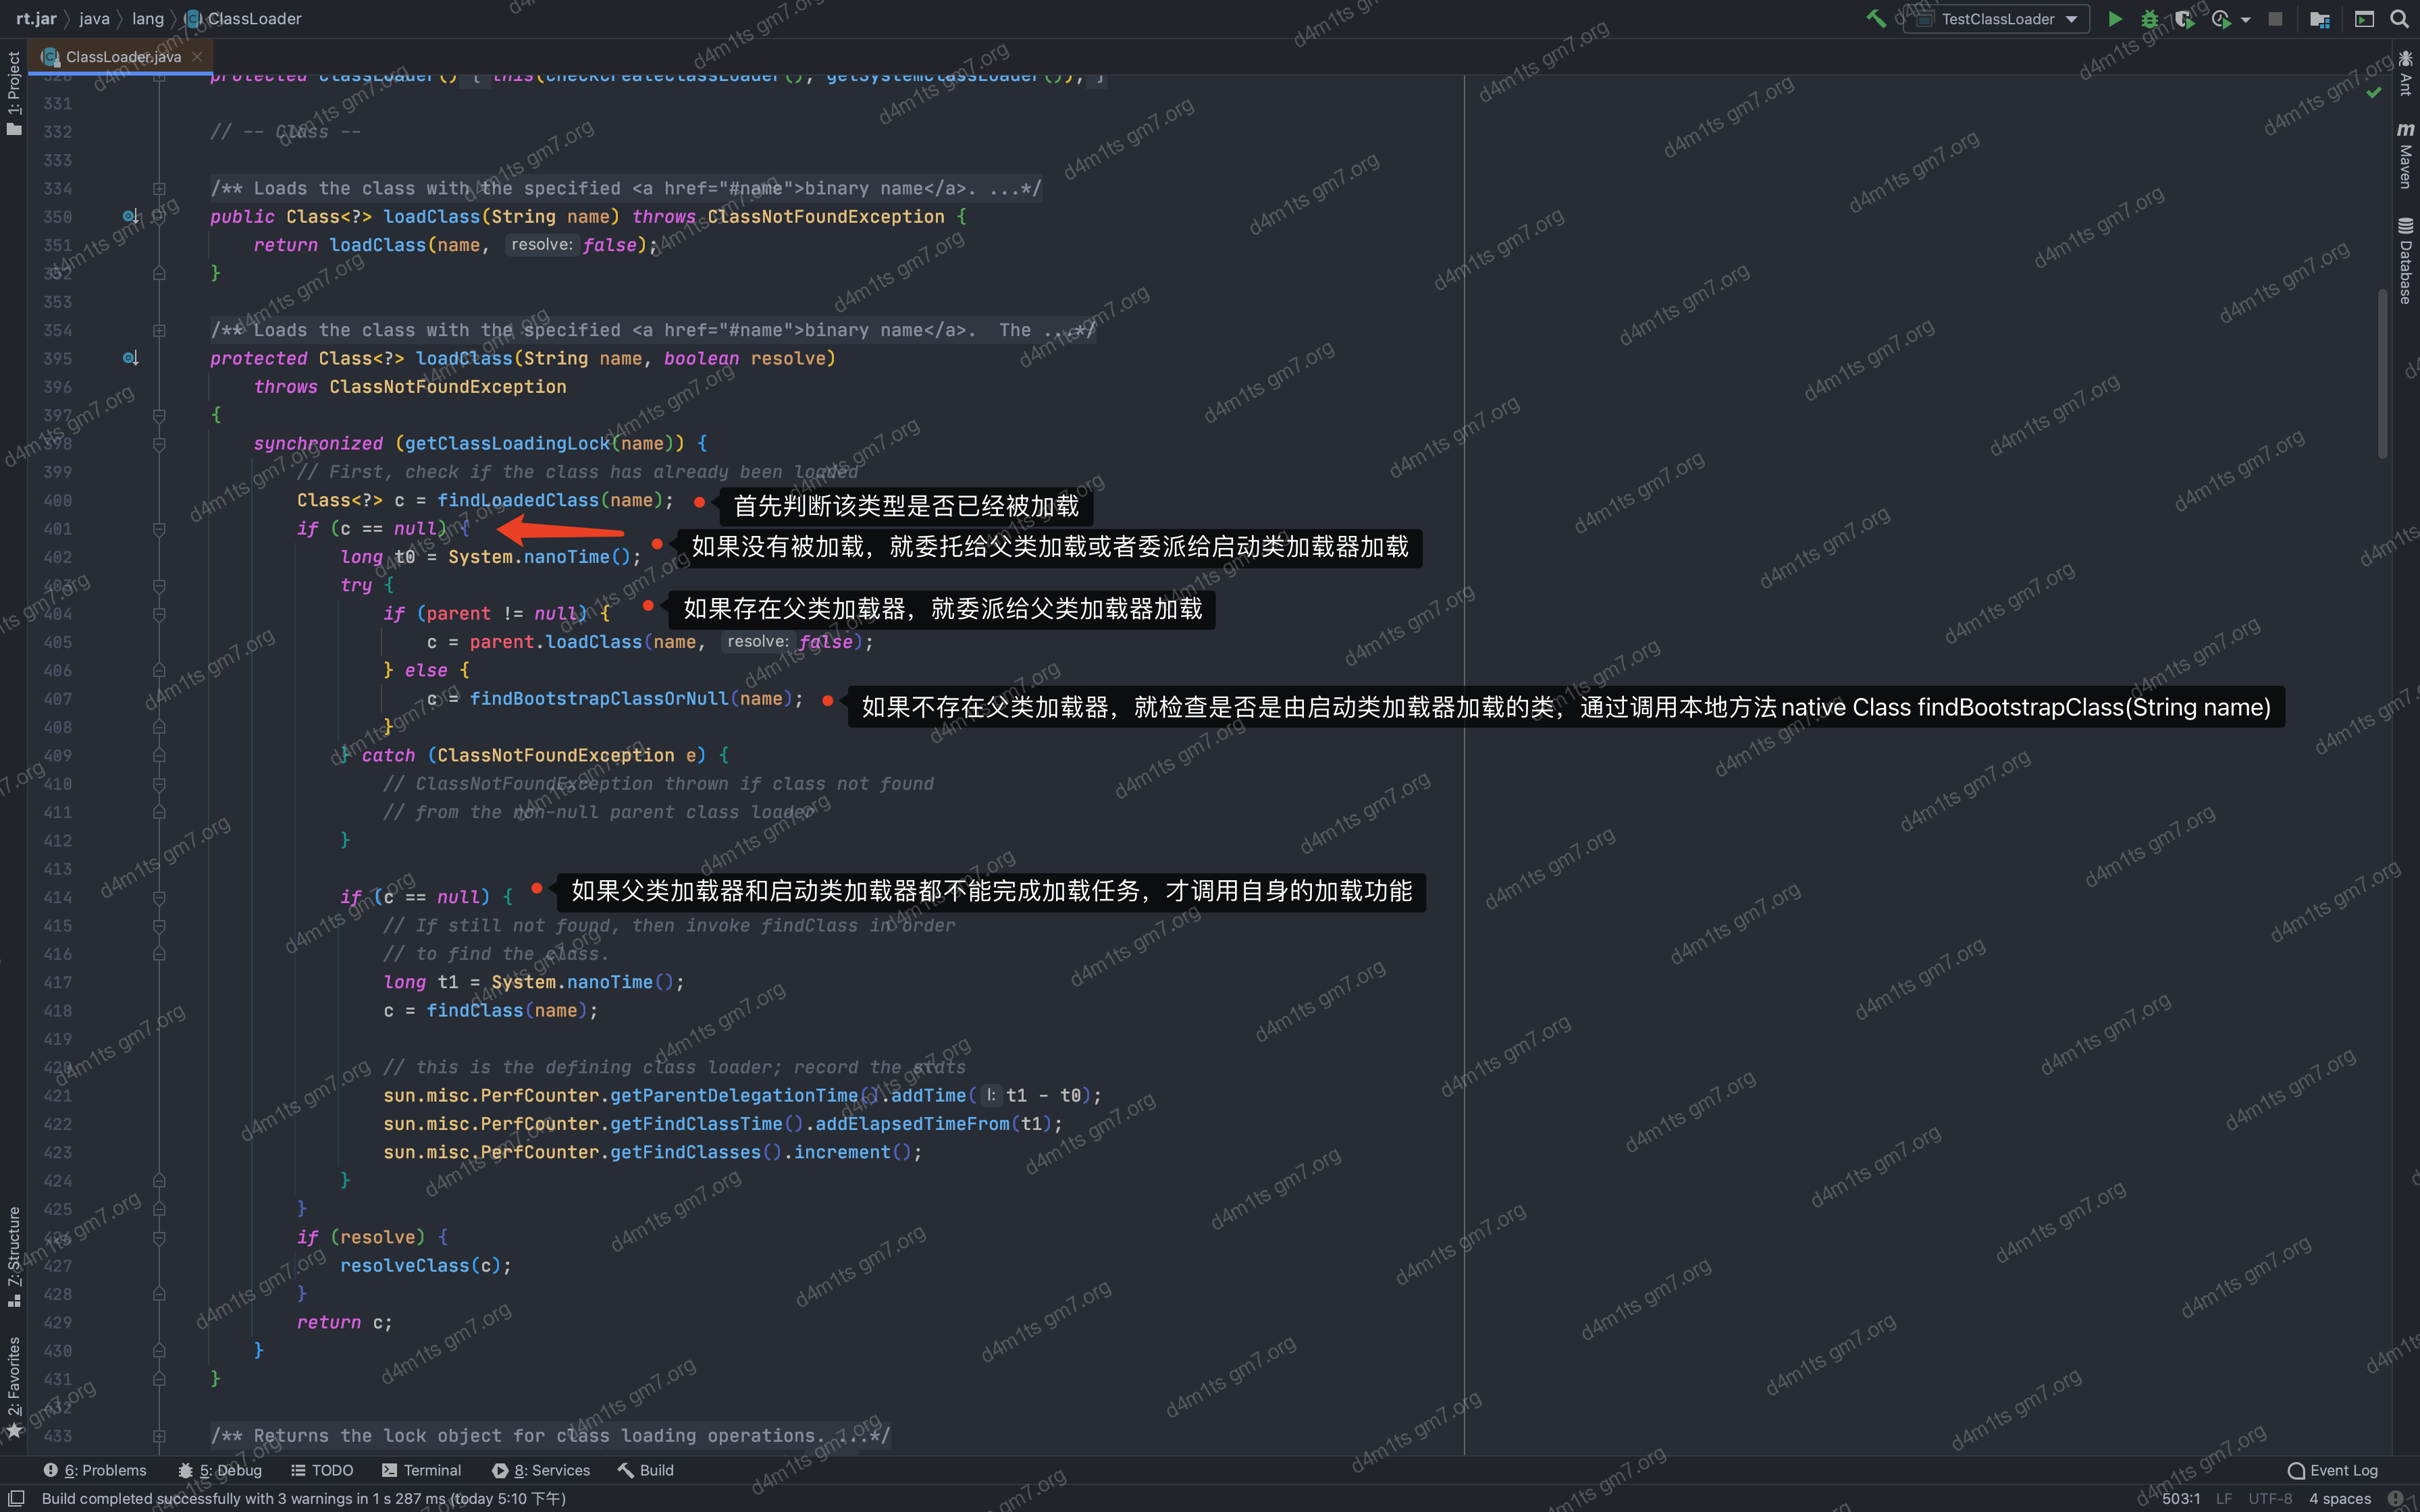 rt.jar 〉 java 〉 lang 〉 ClassLoader
TestClassLoader
ClassLoader.java
1: Project
Ant
Maven
Database
protected ClassLoader() { this(checkCreateClassLoader(), getSystemClassLoader()); }
331
332 // -- Class --
333
334 /** Loads the class with the specified <a href="#name">binary name</a>. ...*/
350 public Class<?> loadClass(String name) throws ClassNotFoundException {
351 return loadClass(name, resolve: false);
352 }
353
354 /** Loads the class with the specified <a href="#name">binary name</a>.  The ...*/
395 protected Class<?> loadClass(String name, boolean resolve)
396 throws ClassNotFoundException
397 {
398 synchronized (getClassLoadingLock(name)) {
399 // First, check if the class has already been loaded
400 Class<?> c = findLoadedClass(name); 首先判断该类型是否已经被加载
401 if (c == null) {
如果没有被加载，就委托给父类加载或者委派给启动类加载器加载
402 long t0 = System.nanoTime();
403 try {
404 if (parent != null) { 如果存在父类加载器，就委派给父类加载器加载
405 c = parent.loadClass(name, resolve: false);
406 } else {
407 c = findBootstrapClassOrNull(name); 如果不存在父类加载器，就检查是否是由启动类加载器加载的类，通过调用本地方法native Class findBootstrapClass(String name)
408 }
409 } catch (ClassNotFoundException e) {
410 // ClassNotFoundException thrown if class not found
411 // from the non-null parent class loader
412 }
413
414 if (c == null) { 如果父类加载器和启动类加载器都不能完成加载任务，才调用自身的加载功能
415 // If still not found, then invoke findClass in order
416 // to find the class.
417 long t1 = System.nanoTime();
418 c = findClass(name);
419
420 // this is the defining class loader; record the stats
421 sun.misc.PerfCounter.getParentDelegationTime().addTime( l: t1 - t0);
422 sun.misc.PerfCounter.getFindClassTime().addElapsedTimeFrom(t1);
423 sun.misc.PerfCounter.getFindClasses().increment();
424 }
425 }
426 if (resolve) {
427 resolveClass(c);
428 }
429 return c;
430 }
431 }
432
433 /** Returns the lock object for class loading operations. ...*/
7: Structure
2: Favorites
6: Problems 5: Debug TODO Terminal 8: Services Build Event Log
Build completed successfully with 3 warnings in 1 s 287 ms (today 5:10 下午) 503:1 LF UTF-8 4 spaces
d4m1ts gm7.org